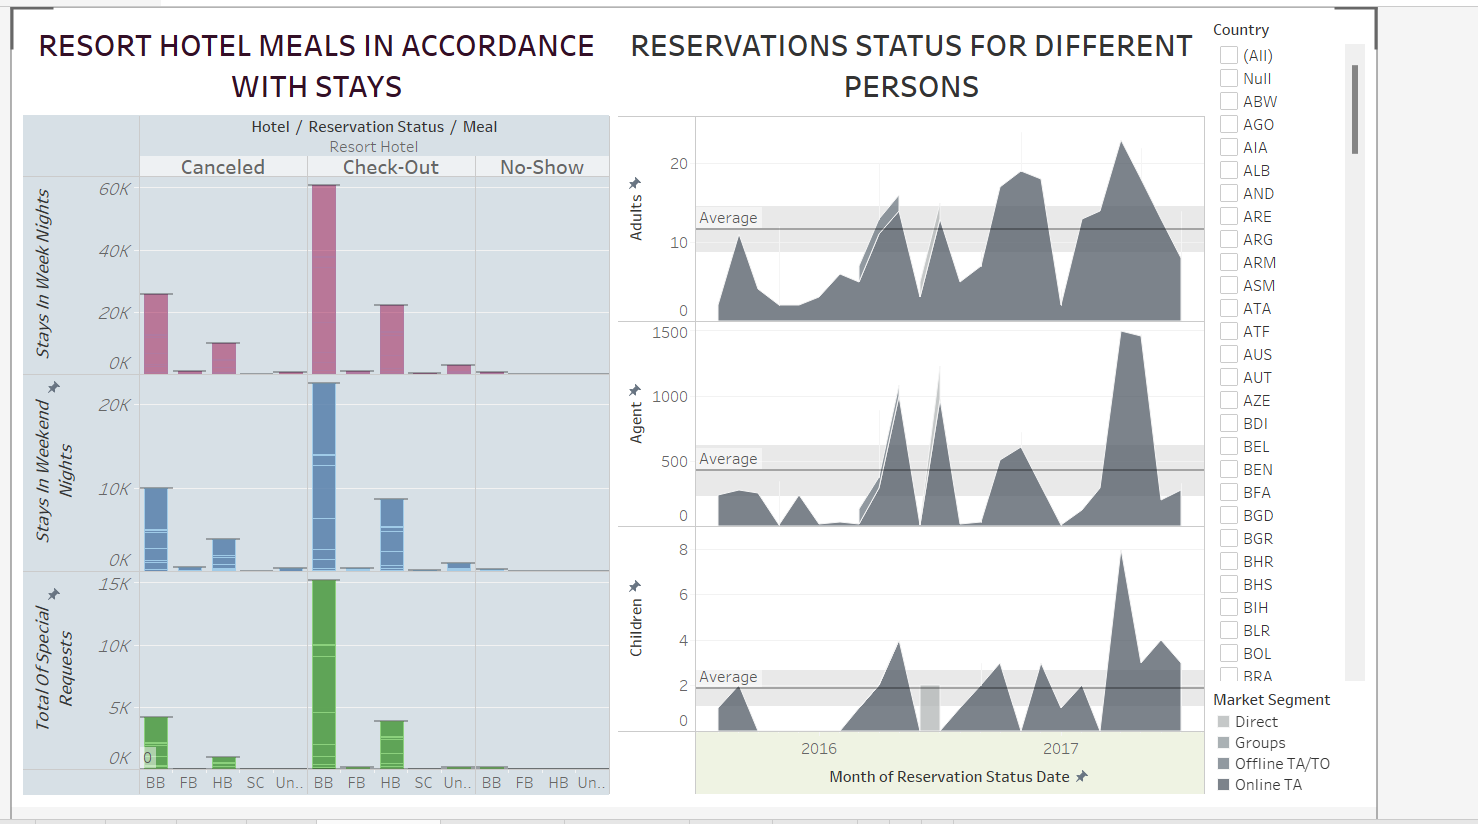 RESORT HOTEL MEALS IN ACCORDANCE
WITH STAYS
Hotel / Reservation Status / Meal
Resort Hotel
Canceled Check-Out No-Show
Stays In Week Nights
60K
40K
20K
0K
Stays In Weekend
Nights
20K
10K
0K
Total Of Special
Requests
15K
10K
5K
0K
0
BB FB HB SC Un.. BB FB HB SC Un.. BB FB HB Un..
RESERVATIONS STATUS FOR DIFFERENT
PERSONS
Adults
20
Average
10
0
Agent
1500
1000
500
Average
0
Children
8
6
4
Average
2
0
2016 2017
Month of Reservation Status Date
Country
(All)
Null
ABW
AGO
AIA
ALB
AND
ARE
ARG
ARM
ASM
ATA
ATF
AUS
AUT
AZE
BDI
BEL
BEN
BFA
BGD
BGR
BHR
BHS
BIH
BLR
BOL
BRA
Market Segment
Direct
Groups
Offline TA/TO
Online TA